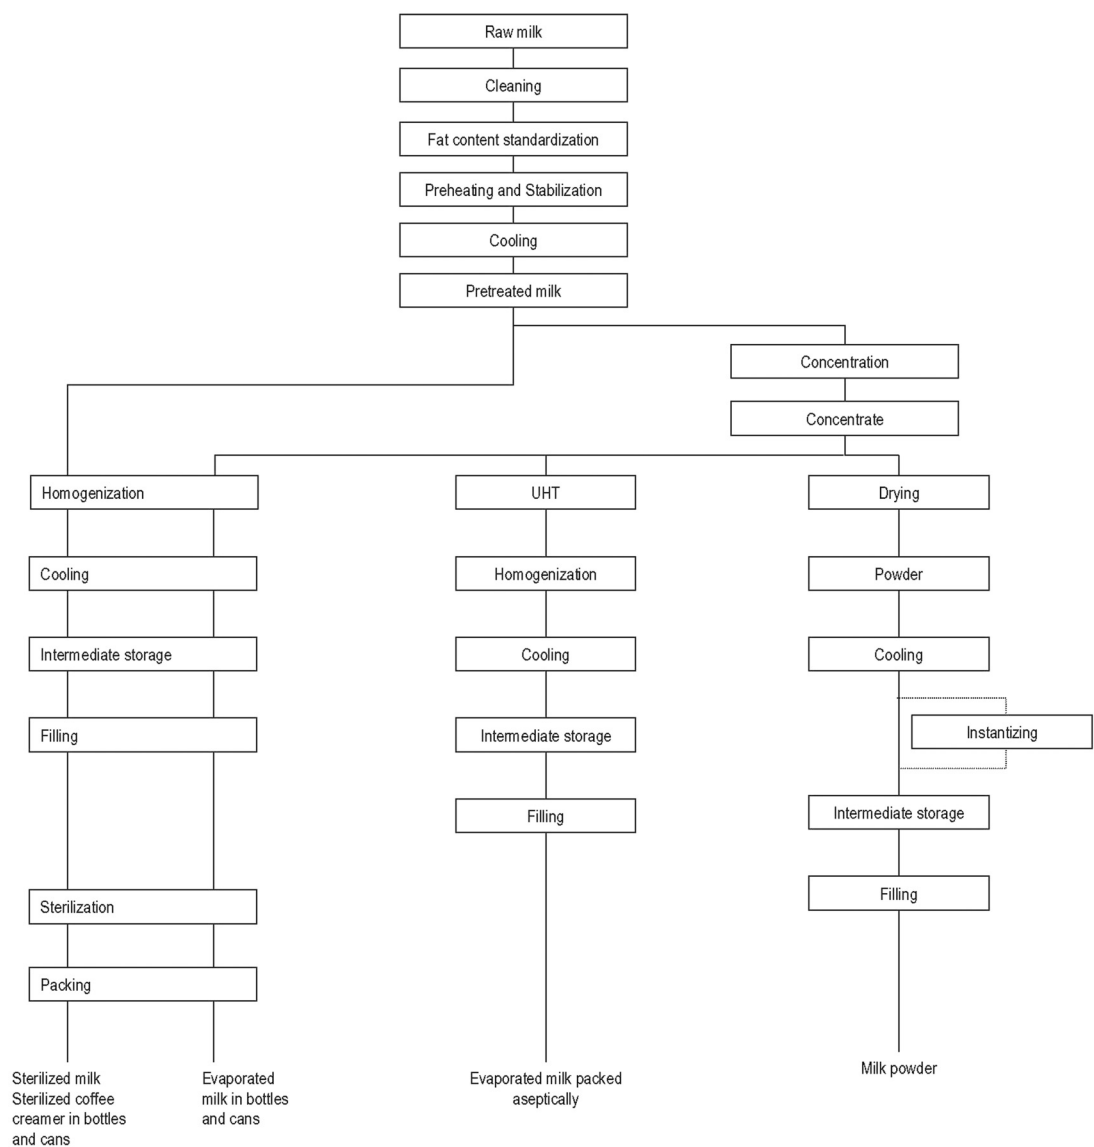 Raw milk
Cleaning
Fat content standardization
Preheating and Stabilization
Cooling
Pretreated milk
Concentration
Concentrate
Homogenization
UHT
Drying
Cooling
Homogenization
Powder
Intermediate storage
Cooling
Cooling
Filling
Intermediate storage
Instantizing
Filling
Intermediate storage
Sterilization
Filling
Packing
Sterilized milk
Sterilized coffee
creamer in bottles
and cans
Evaporated
milk in bottles
and cans
Evaporated milk packed
aseptically
Milk powder